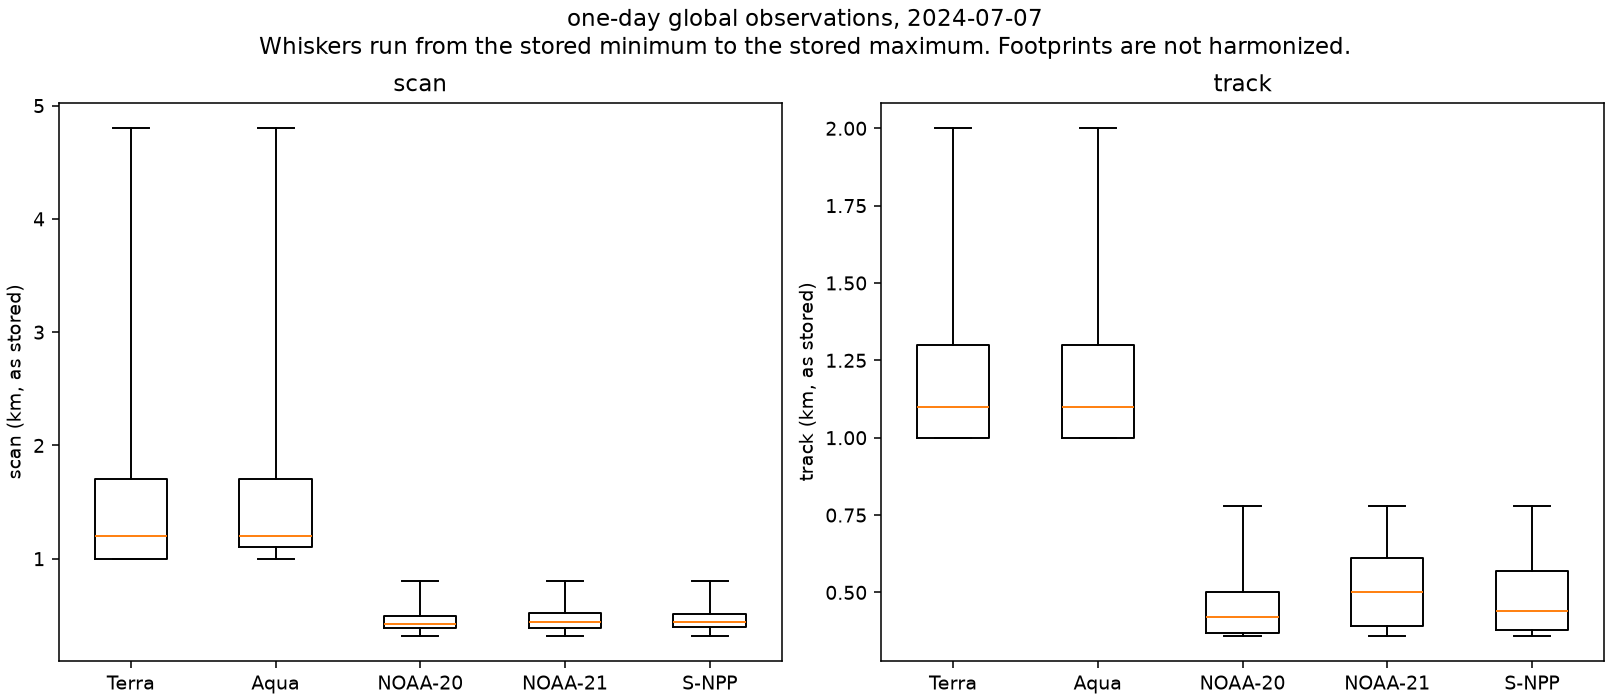 one-day global observations, 2024-07-07
Whiskers run from the stored minimum to the stored maximum. Footprints are not harmonized.
scan
scan (km, as stored)
5
4
3
2
1
Terra
Aqua
NOAA-20
NOAA-21
S-NPP
track
track (km, as stored)
2.00
1.75
1.50
1.25
1.00
0.75
0.50
Terra
Aqua
NOAA-20
NOAA-21
S-NPP